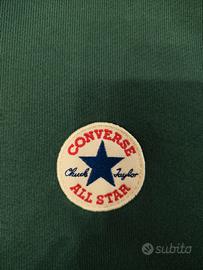 CONVERSE
Chuck Taylor
ALL STAR
subito